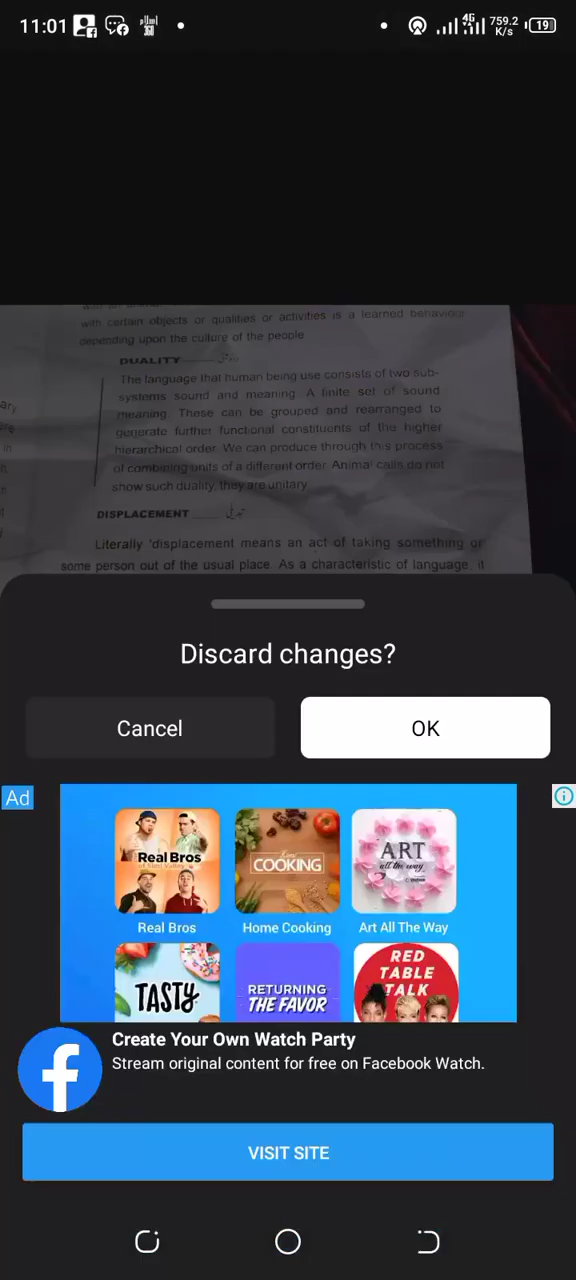 11:01
4G
759.2
K/s
19
with certain objects or qualities or activities is a learned behaviour
depending upon the culture of the people
DUALITY
The language that human being use consists of two sub-
systems sound and meaning. A finite set of sound
meaning. These can be grouped and rearranged to
generate further functional constituents of the higher
hierarchical order. We can produce through this process
of combining units of a different order. Animal calls do not
show such duality, they are unitary
DISPLACEMENT
Literally 'displacement means an act of taking something or
some person out of the usual place. As a characteristic of language, it
Discard changes?
Cancel
OK
Ad
Real Bros
COOKING
ART
all the way
Real Bros
Home Cooking
Art All The Way
TASTY
RETURNING
THE FAVOR
RED
TABLE
TALK
Create Your Own Watch Party
Stream original content for free on Facebook Watch.
VISIT SITE